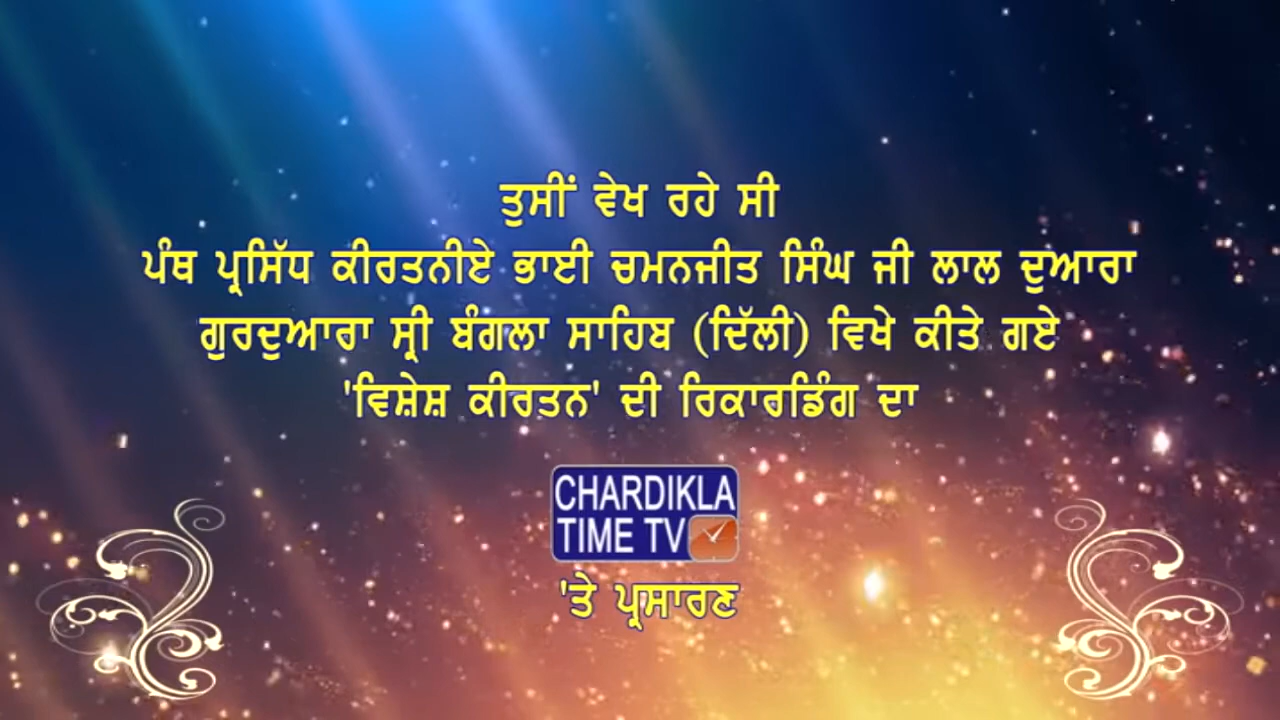 ਤੁਸੀਂ ਵੇਖ ਰਹੇ ਸੀ
ਪੰਥ ਪ੍ਰਸਿੱਧ ਕੀਰਤਨੀਏ ਭਾਈ ਚਮਨਜੀਤ ਸਿੰਘ ਜੀ ਲਾਲ ਦੁਆਰਾ
ਗੁਰਦੁਆਰਾ ਸ੍ਰੀ ਬੰਗਲਾ ਸਾਹਿਬ (ਦਿੱਲੀ) ਵਿਖੇ ਕੀਤੇ ਗਏ
'ਵਿਸ਼ੇਸ਼ ਕੀਰਤਨ' ਦੀ ਰਿਕਾਰਡਿੰਗ ਦਾ
CHARDIKLA
TIME TV
'ਤੇ ਪ੍ਰਸਾਰਣ